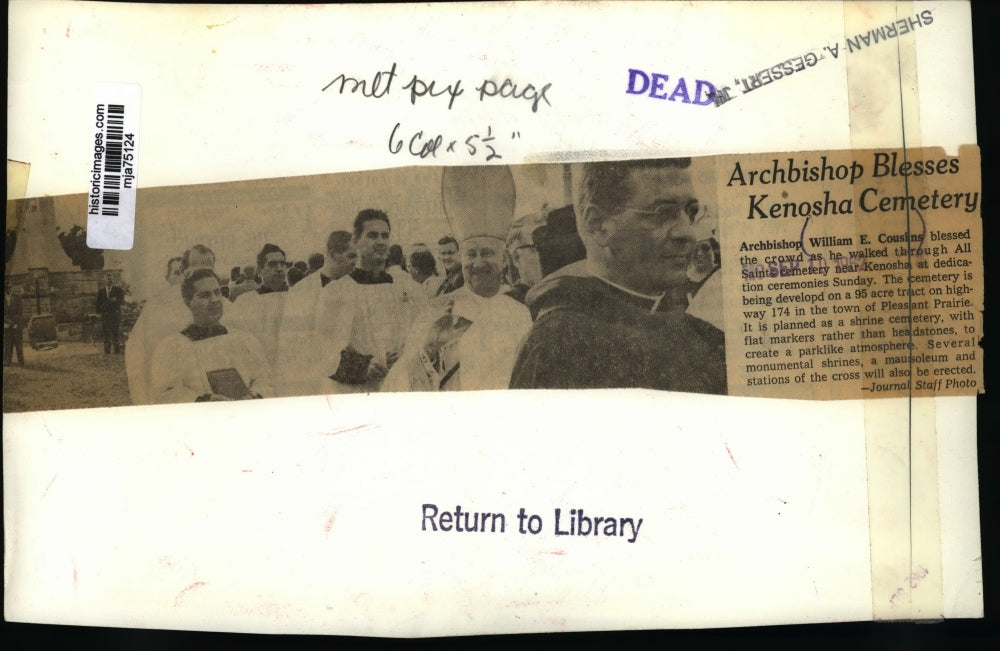 met pix page
6 Col x 5 1/2 "
DEAD
SHERMAN A. GESSERT, JR.
historicimages.com
mja75124
Archbishop Blesses
Kenosha Cemetery
Archbishop William E. Cousins blessed
the crowd as he walked through All
Saints cemetery near Kenosha at dedica-
tion ceremonies Sunday. The cemetery is
being developd on a 95 acre tract on high-
way 174 in the town of Pleasant Prairie.
It is planned as a shrine cemetery, with
flat markers rather than headstones, to
create a parklike atmosphere. Several
monumental shrines, a mausoleum and
stations of the cross will also be erected.
—Journal Staff Photo
Return to Library